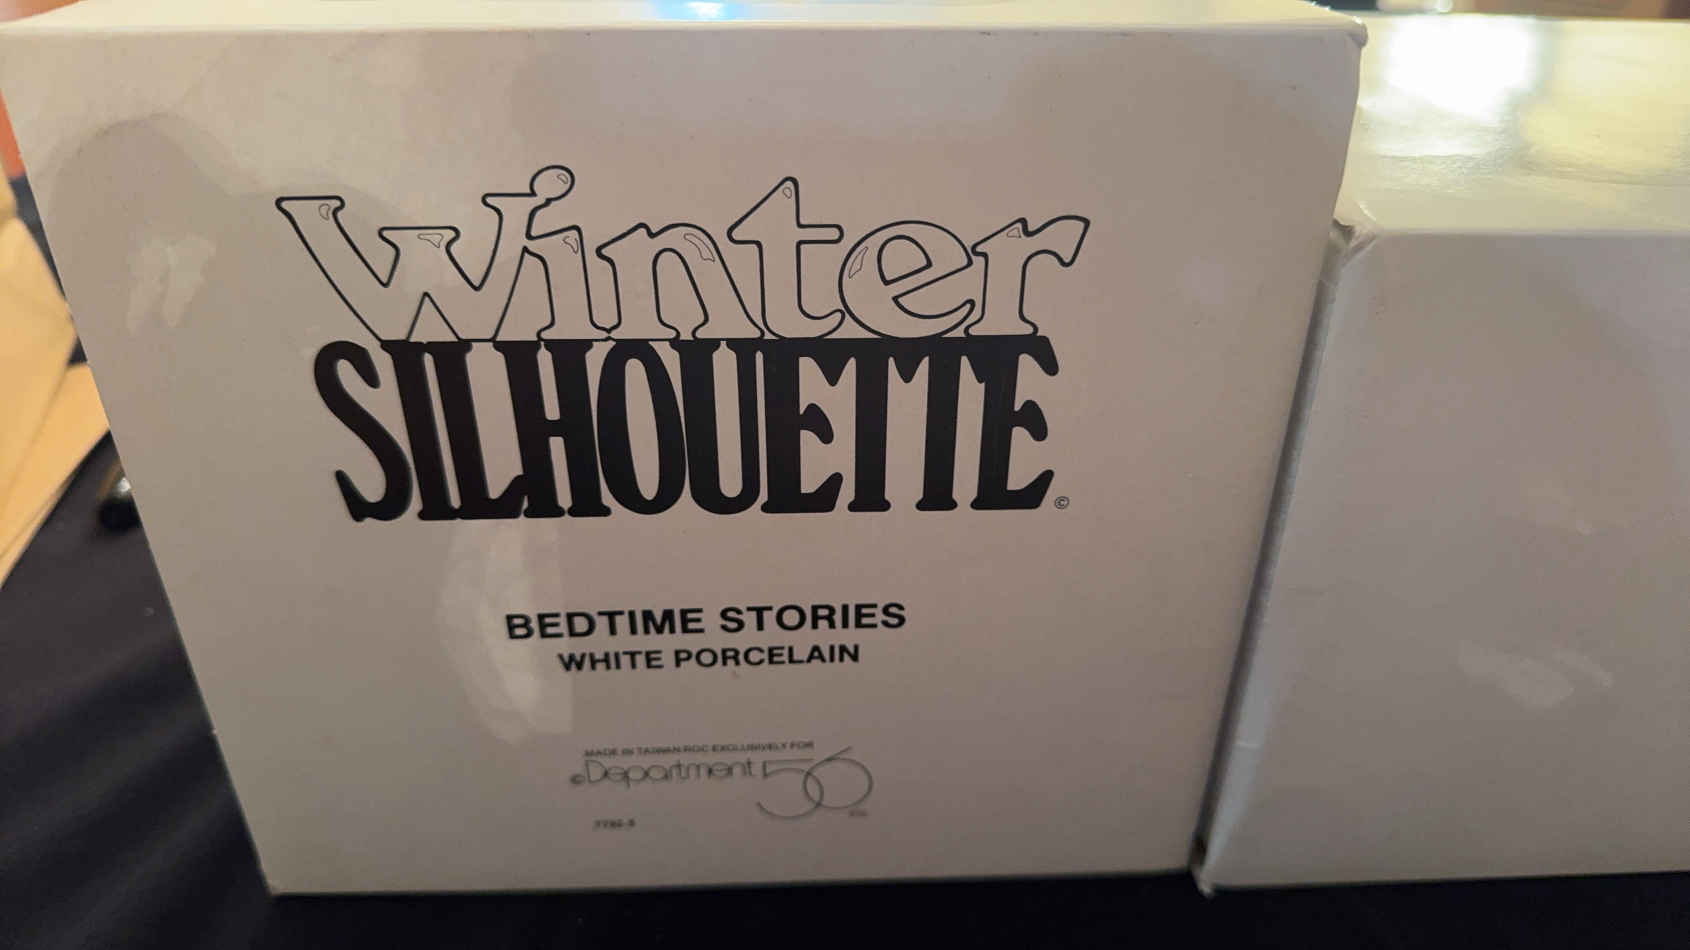 Winter
SILHOUETTE ©
BEDTIME STORIES
WHITE PORCELAIN
MADE IN TAIWAN ROC EXCLUSIVELY FOR
©Department 56